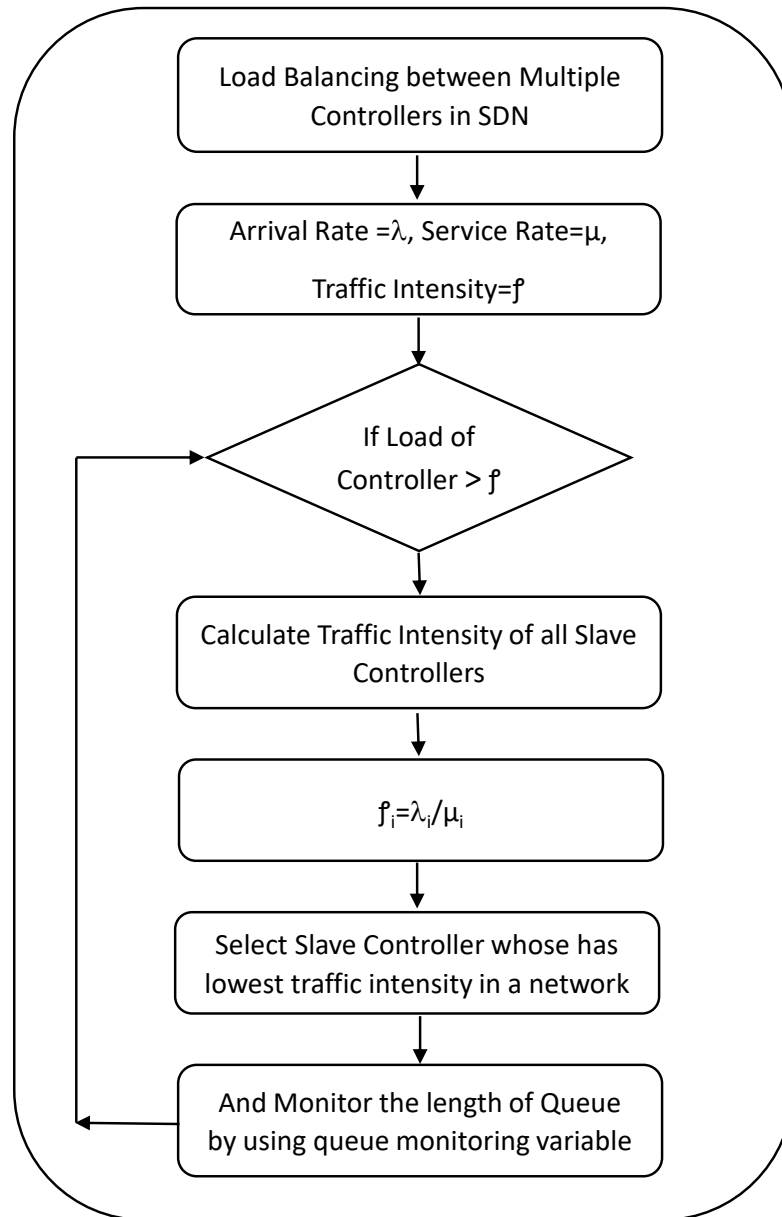 Load Balancing between Multiple
Controllers in SDN
Arrival Rate =λ, Service Rate=µ,
Traffic Intensity=ƥ
If Load of
Controller > ƥ
Calculate Traffic Intensity of all Slave
Controllers
ƥi=λi/µi
Select Slave Controller whose has
lowest traffic intensity in a network
And Monitor the length of Queue
by using queue monitoring variable